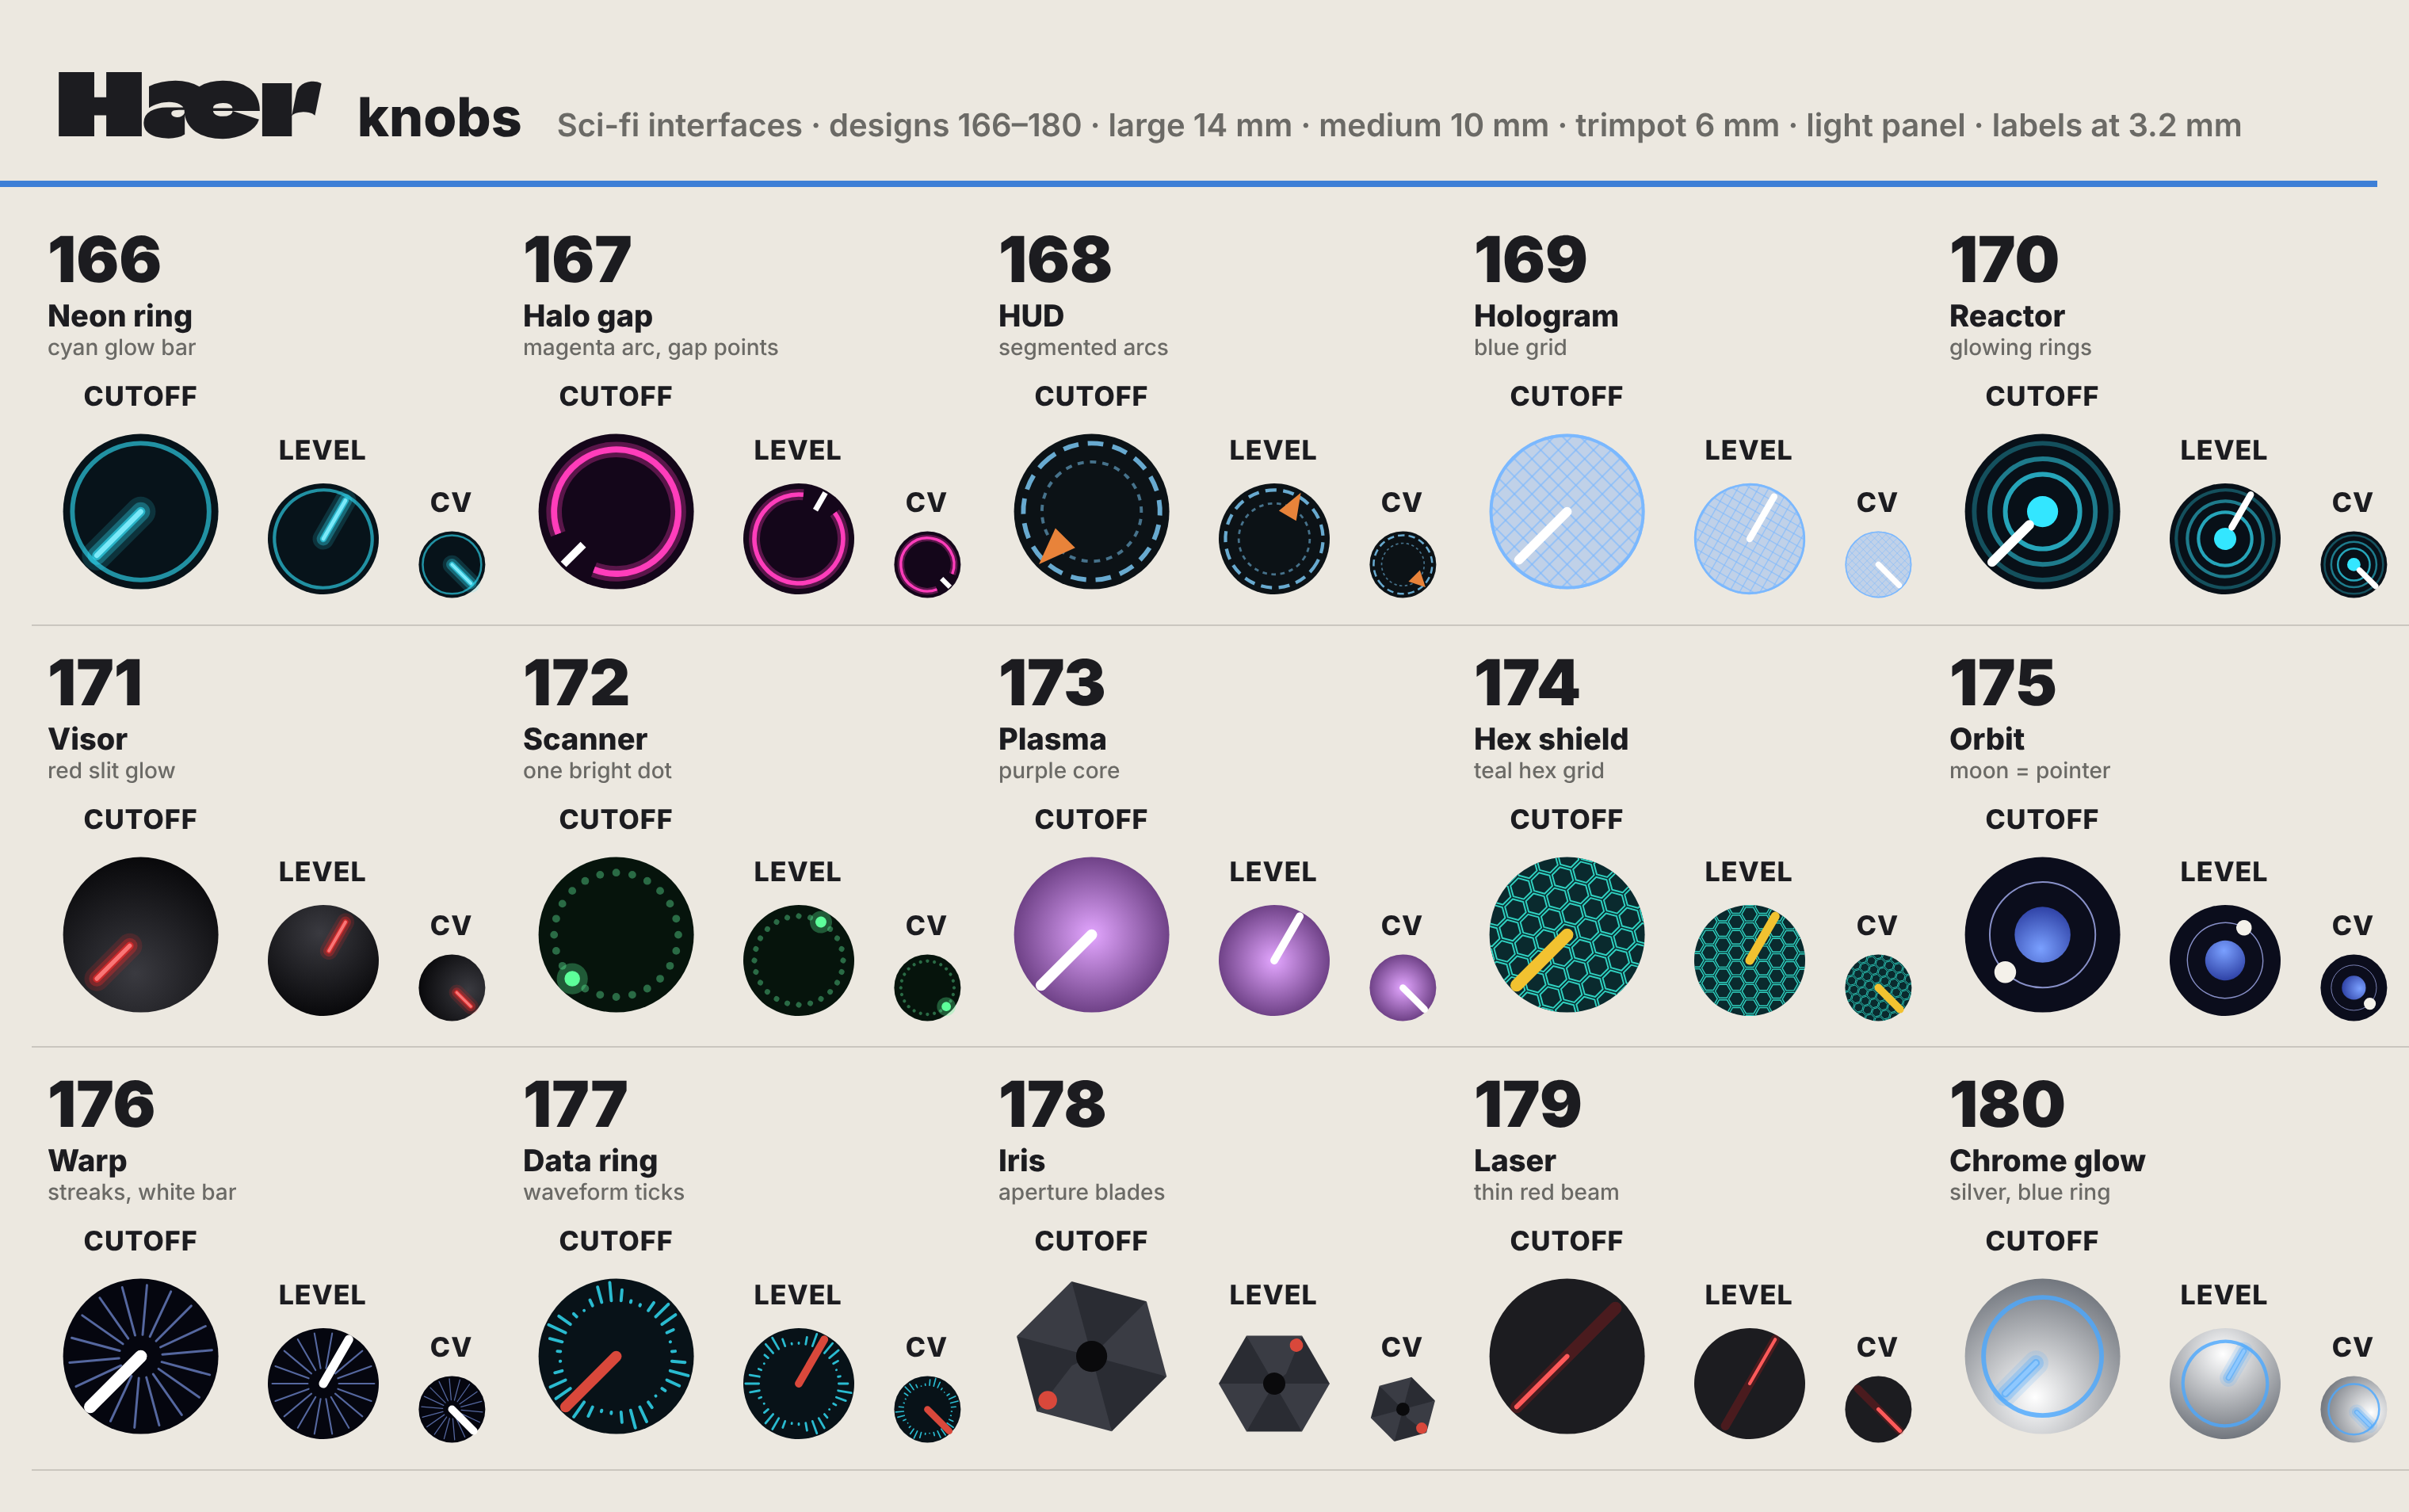 Hær knobs Sci-fi interfaces · designs 166–180 · large 14 mm · medium 10 mm · trimpot 6 mm · light panel · labels at 3.2 mm
166 167 168 169 170
Neon ring Halo gap HUD Hologram Reactor
cyan glow bar magenta arc, gap points segmented arcs blue grid glowing rings
CUTOFF CUTOFF CUTOFF CUTOFF CUTOFF
LEVEL LEVEL LEVEL LEVEL LEVEL
CV CV CV CV CV
171 172 173 174 175
Visor Scanner Plasma Hex shield Orbit
red slit glow one bright dot purple core teal hex grid moon = pointer
CUTOFF CUTOFF CUTOFF CUTOFF CUTOFF
LEVEL LEVEL LEVEL LEVEL LEVEL
CV CV CV CV CV
176 177 178 179 180
Warp Data ring Iris Laser Chrome glow
streaks, white bar waveform ticks aperture blades thin red beam silver, blue ring
CUTOFF CUTOFF CUTOFF CUTOFF CUTOFF
LEVEL LEVEL LEVEL LEVEL LEVEL
CV CV CV CV CV